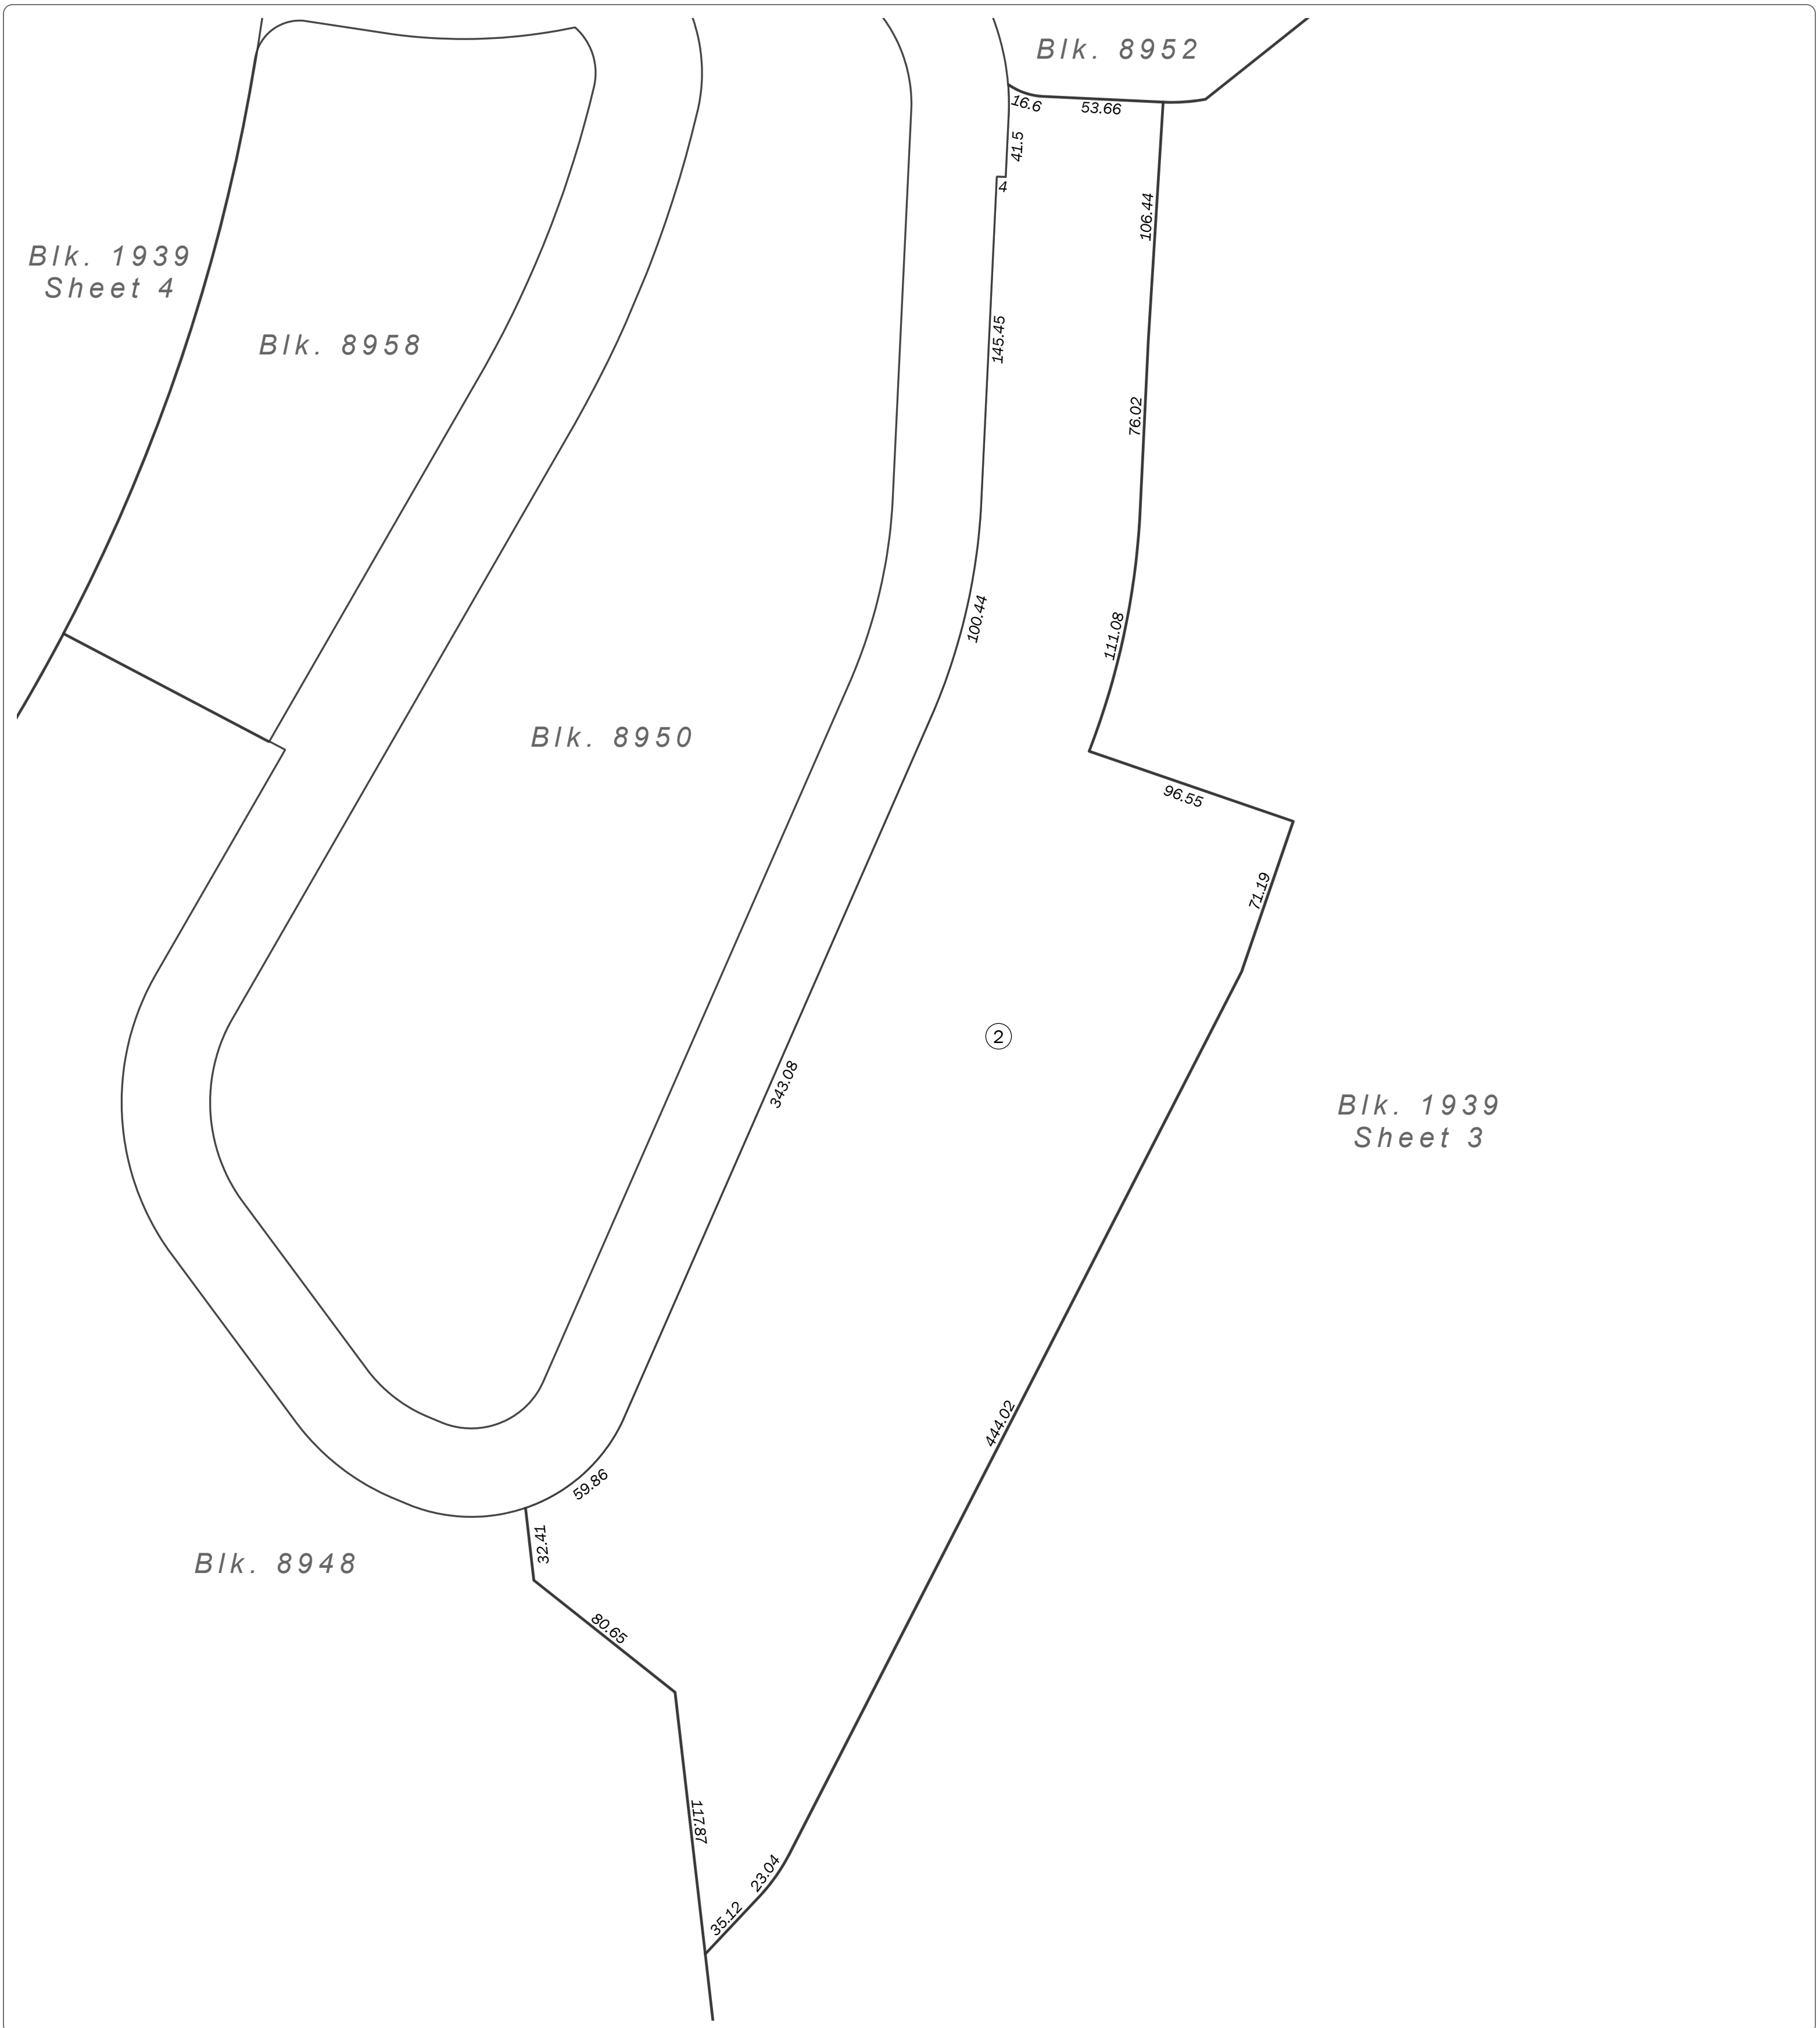 Blk. 8952
16.6
53.66
41.5
4
106.44
Blk. 1939
Sheet 4
Blk. 8958
145.45
76.02
100.44
111.08
Blk. 8950
96.55
71.19
2
343.08
Blk. 1939
Sheet 3
444.02
59.86
32.41
Blk. 8948
80.65
117.87
23.04
35.12